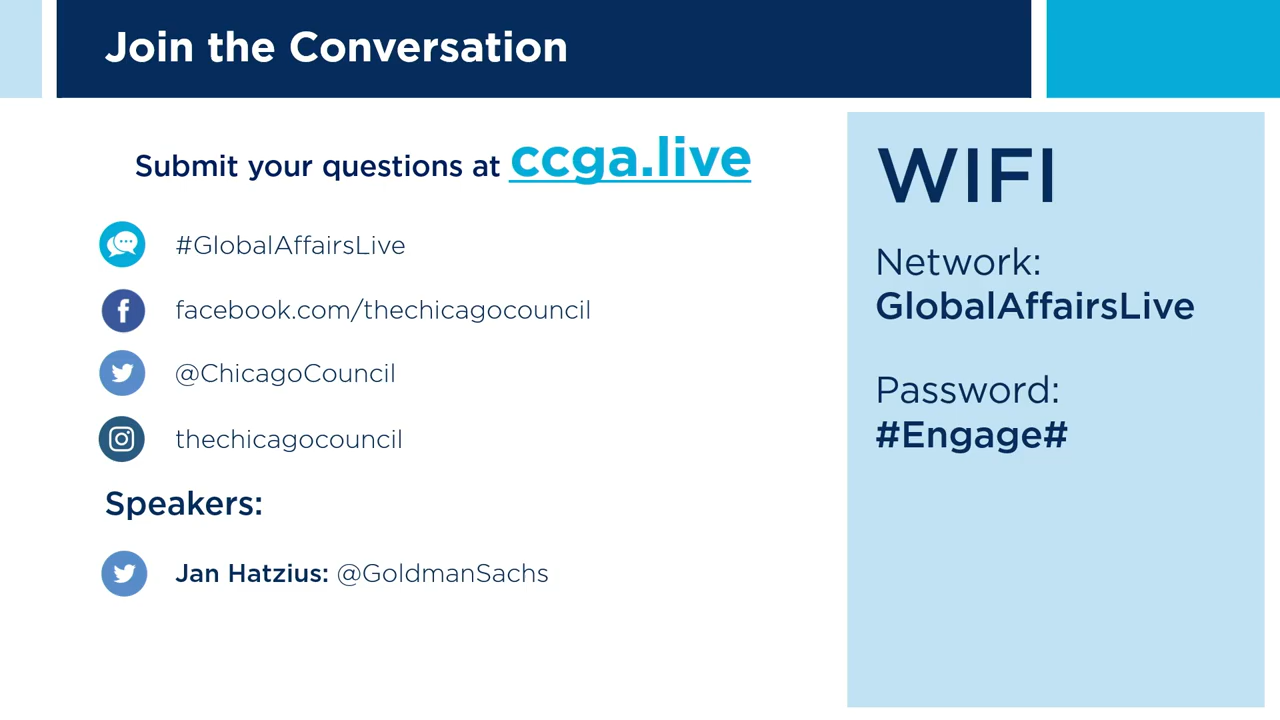 Join the Conversation
Submit your questions at ccga.live
#GlobalAffairsLive
facebook.com/thechicagocouncil
@ChicagoCouncil
thechicagocouncil
Speakers:
Jan Hatzius: @GoldmanSachs
WIFI
Network:
GlobalAffairsLive
Password:
#Engage#